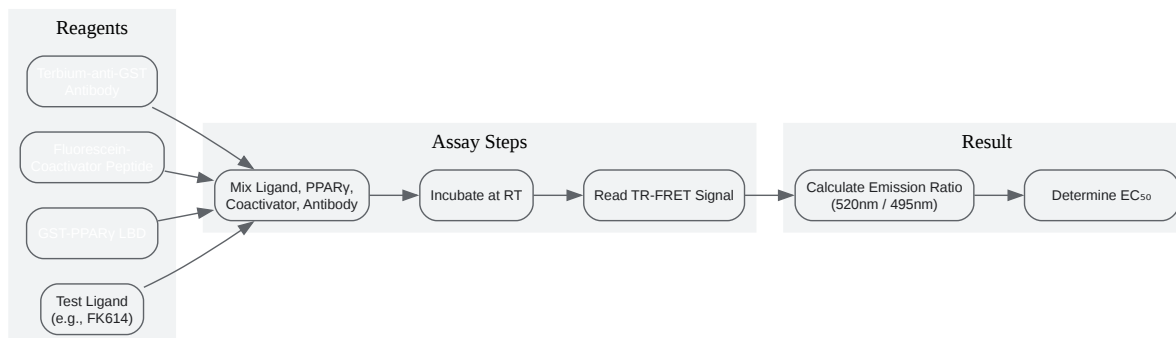 Reagents
Terbium-anti-GST
Antibody
Fluorescein-
Coactivator Peptide
GST-PPARγ LBD
Test Ligand
(e.g., FK614)
Assay Steps
Mix Ligand, PPARγ,
Coactivator, Antibody
Incubate at RT
Read TR-FRET Signal
Result
Calculate Emission Ratio
(520nm / 495nm)
Determine EC₅₀